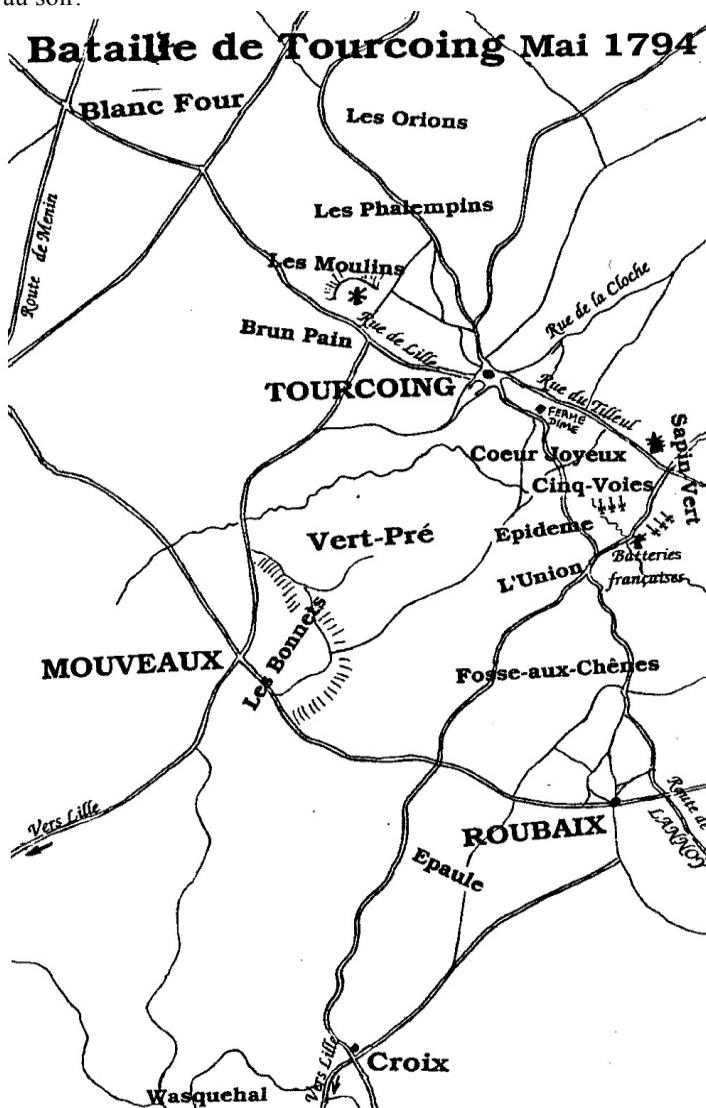 au soir.
Bataille de Tourcoing Mai 1794
Blanc Four
Les Orions
Route de Menin
Les Phalempins
Les Moulins
Rue de la Cloche
Brun Pain
Rue de Lille
TOURCOING
Rue du Tilleul
FERME
DIME
Sapin Vert
Coeur Joyeux
Cinq-Voies
Vert-Pré
Epideme
Batteries
françaises
L'Union
Les Bonnets
MOUVEAUX
Fosse-aux-Chênes
Vers Lille
Route de
LANNOY
ROUBAIX
Epaule
Vers Lille
Croix
Wasquehal